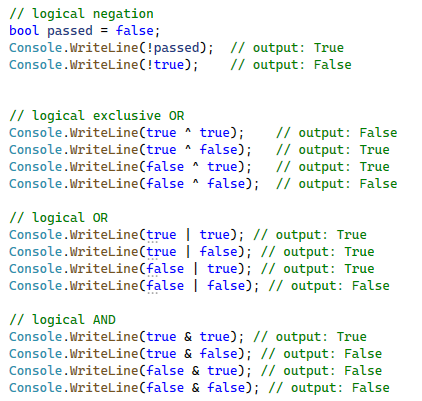 // logical negation
bool passed = false;
Console.WriteLine(!passed);  // output: True
Console.WriteLine(!true);    // output: False
// logical exclusive OR
Console.WriteLine(true ^ true);    // output: False
Console.WriteLine(true ^ false);   // output: True
Console.WriteLine(false ^ true);   // output: True
Console.WriteLine(false ^ false);  // output: False
// logical OR
Console.WriteLine(true | true); // output: True
Console.WriteLine(true | false); // output: True
Console.WriteLine(false | true); // output: True
Console.WriteLine(false | false); // output: False
// logical AND
Console.WriteLine(true & true); // output: True
Console.WriteLine(true & false); // output: False
Console.WriteLine(false & true); // output: False
Console.WriteLine(false & false); // output: False